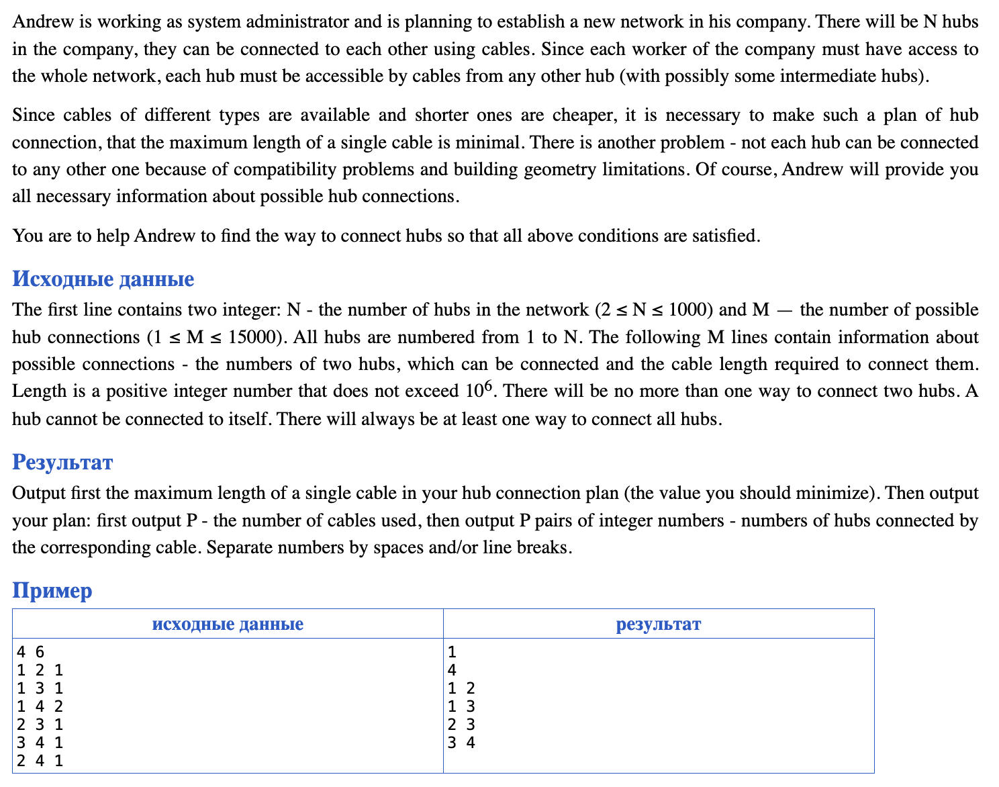 Andrew is working as system administrator and is planning to establish a new network in his company. There will be N hubs
in the company, they can be connected to each other using cables. Since each worker of the company must have access to
the whole network, each hub must be accessible by cables from any other hub (with possibly some intermediate hubs).
Since cables of different types are available and shorter ones are cheaper, it is necessary to make such a plan of hub
connection, that the maximum length of a single cable is minimal. There is another problem - not each hub can be connected
to any other one because of compatibility problems and building geometry limitations. Of course, Andrew will provide you
all necessary information about possible hub connections.
You are to help Andrew to find the way to connect hubs so that all above conditions are satisfied.
Исходные данные
The first line contains two integer: N - the number of hubs in the network (2 ≤ N ≤ 1000) and M — the number of possible
hub connections (1 ≤ M ≤ 15000). All hubs are numbered from 1 to N. The following M lines contain information about
possible connections - the numbers of two hubs, which can be connected and the cable length required to connect them.
Length is a positive integer number that does not exceed 10⁶. There will be no more than one way to connect two hubs. A
hub cannot be connected to itself. There will always be at least one way to connect all hubs.
Результат
Output first the maximum length of a single cable in your hub connection plan (the value you should minimize). Then output
your plan: first output P - the number of cables used, then output P pairs of integer numbers - numbers of hubs connected by
the corresponding cable. Separate numbers by spaces and/or line breaks.
Пример
исходные данные результат
4 6
1 2 1
1 3 1
1 4 2
2 3 1
3 4 1
2 4 1
1
4
1 2
1 3
2 3
3 4